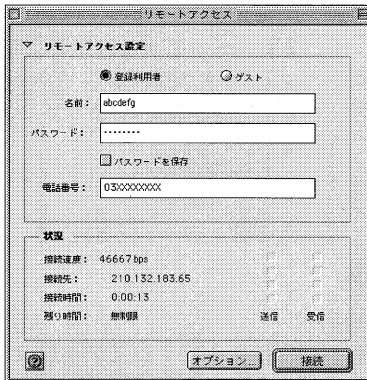 リモートアクセス
リモートアクセス設定
登録利用者 ゲスト
名前： abcdefg
パスワード： ········
パスワードを保存
電話番号： 03XXXXXXXX
状況
接続速度： 46667 bps
接続先： 210.132.183.65
接続時間： 0:00:13
残り時間： 無制限 送信 受信
? オプション... 接続